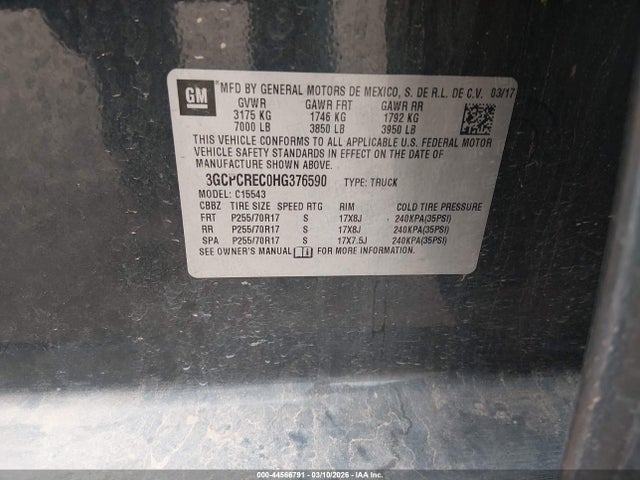 GM
MFD BY GENERAL MOTORS DE MEXICO, S. DE R.L. DE C.V. 03/17
GVWR GAWR FRT GAWR RR
3175 KG 1746 KG 1792 KG
7000 LB 3850 LB 3950 LB
THIS VEHICLE CONFORMS TO ALL APPLICABLE U.S. FEDERAL MOTOR
VEHICLE SAFETY STANDARDS IN EFFECT ON THE DATE OF
MANUFACTURE SHOWN ABOVE.
3GCPCREC0HG376590 TYPE: TRUCK
MODEL: C15543
CBBZ TIRE SIZE SPEED RTG RIM COLD TIRE PRESSURE
FRT P255/70R17 S 17X8J 240KPA(35PSI)
RR P255/70R17 S 17X8J 240KPA(35PSI)
SPA P255/70R17 S 17X7.5J 240KPA(35PSI)
SEE OWNER'S MANUAL FOR MORE INFORMATION.
000-44566791 - 03/10/2026 - IAA Inc.